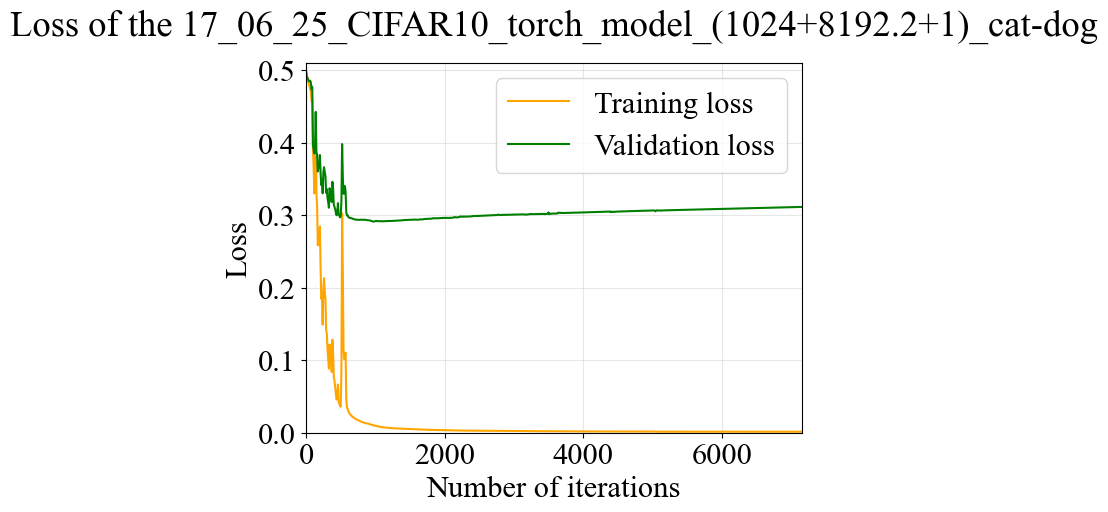 Loss of the 17_06_25_CIFAR10_torch_model_(1024+8192.2+1)_cat-dog
0.5
0.4
0.3
0.2
0.1
0.0
Loss
Training loss
Validation loss
0 2000 4000 6000
Number of iterations